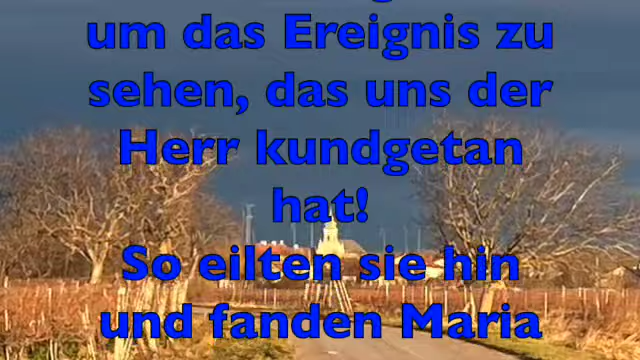 um das Ereignis zu
sehen, das uns der
Herr kundgetan
hat!
So eilten sie hin
und fanden Maria